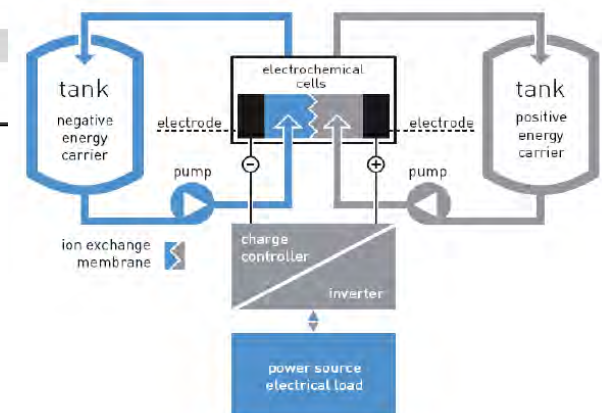 electrochemical
cells
tank
negative
energy
carrier
electrode
electrode
tank
positive
energy
carrier
pump
pump
−
+
ion exchange
membrane
charge
controller
inverter
power source
electrical load